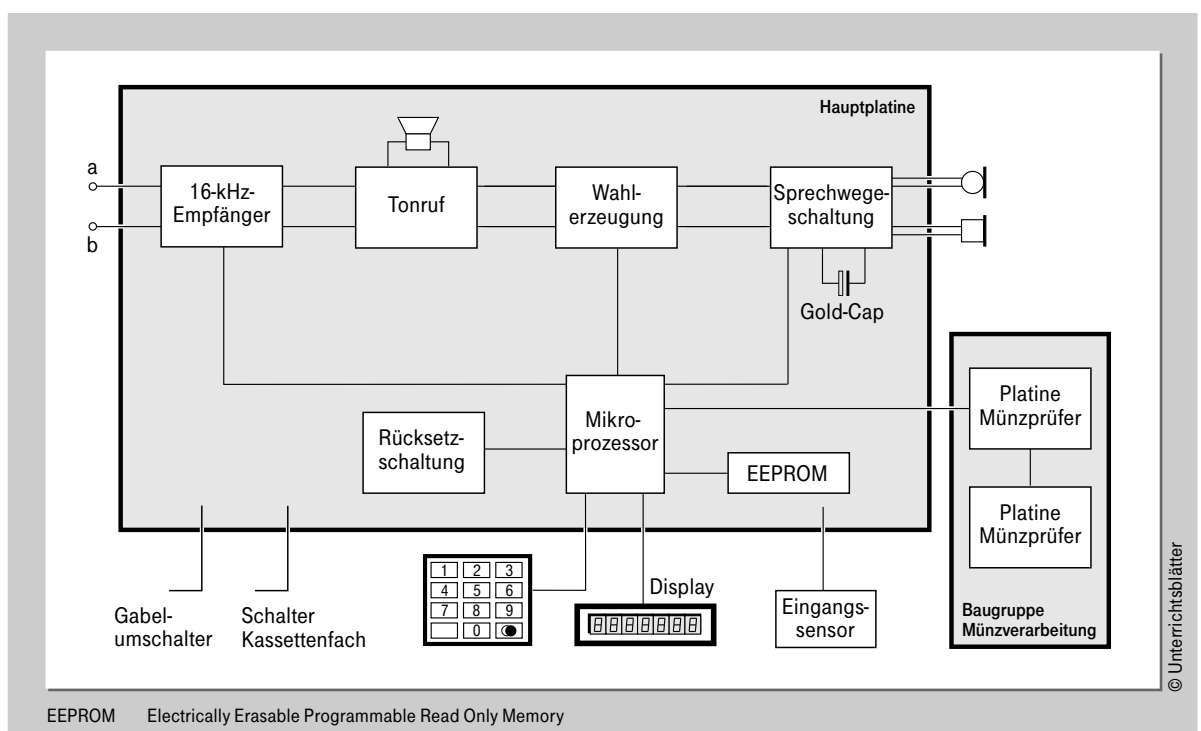 Hauptplatine
a
b
16-kHz-
Empfänger
Tonruf
Wahl-
erzeugung
Sprechwege-
schaltung
Gold-Cap
Mikro-
prozessor
Rücksetz-
schaltung
EEPROM
Platine
Münzprüfer
Platine
Münzprüfer
Baugruppe
Münzverarbeitung
Gabel-
umschalter
Schalter
Kassettenfach
1 2 3
4 5 6
7 8 9
0
Display
8888888
Eingangs-
sensor
© Unterrichtsblätter
EEPROM Electrically Erasable Programmable Read Only Memory